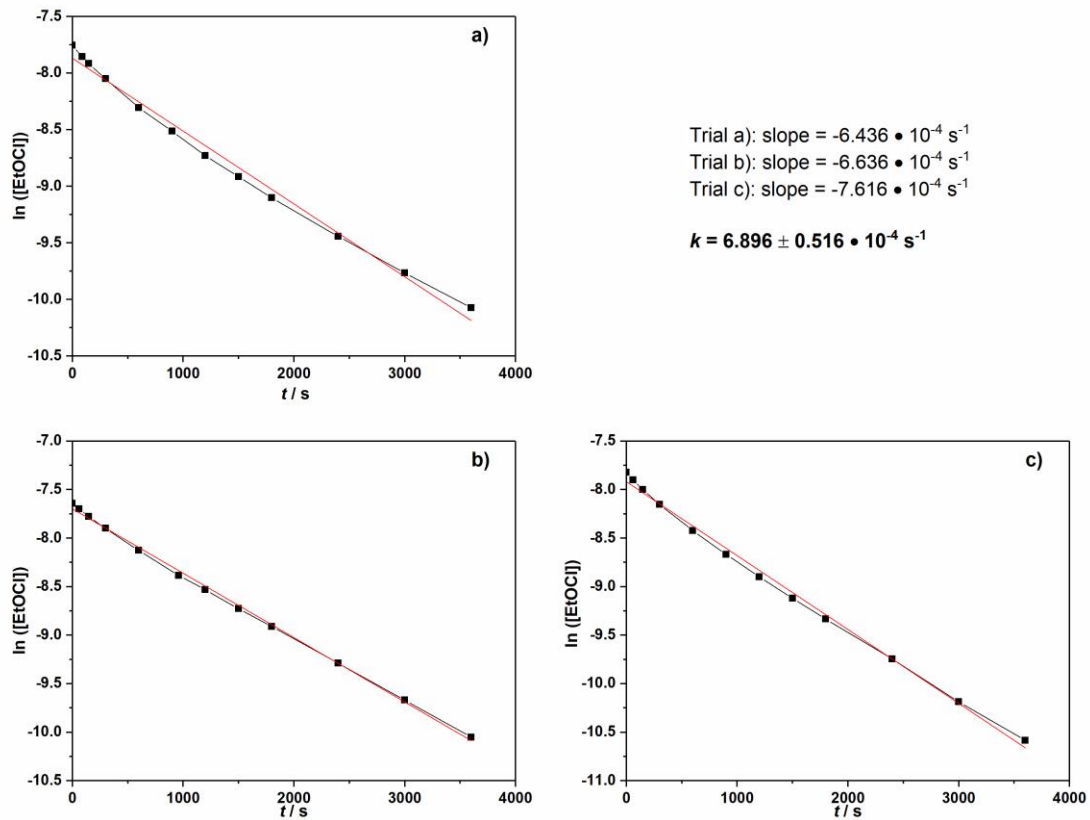 a)
-7.5
-8.0
-8.5
-9.0
-9.5
-10.0
-10.5
ln ([EtOCl])
0 1000 2000 3000 4000
t / s
Trial a): slope = -6.436 • 10⁻⁴ s⁻¹
Trial b): slope = -6.636 • 10⁻⁴ s⁻¹
Trial c): slope = -7.616 • 10⁻⁴ s⁻¹
k = 6.896 ± 0.516 • 10⁻⁴ s⁻¹
b)
-7.0
-7.5
-8.0
-8.5
-9.0
-9.5
-10.0
-10.5
ln ([EtOCl])
0 1000 2000 3000 4000
t / s
c)
-7.5
-8.0
-8.5
-9.0
-9.5
-10.0
-10.5
-11.0
ln ([EtOCl])
0 1000 2000 3000 4000
t / s